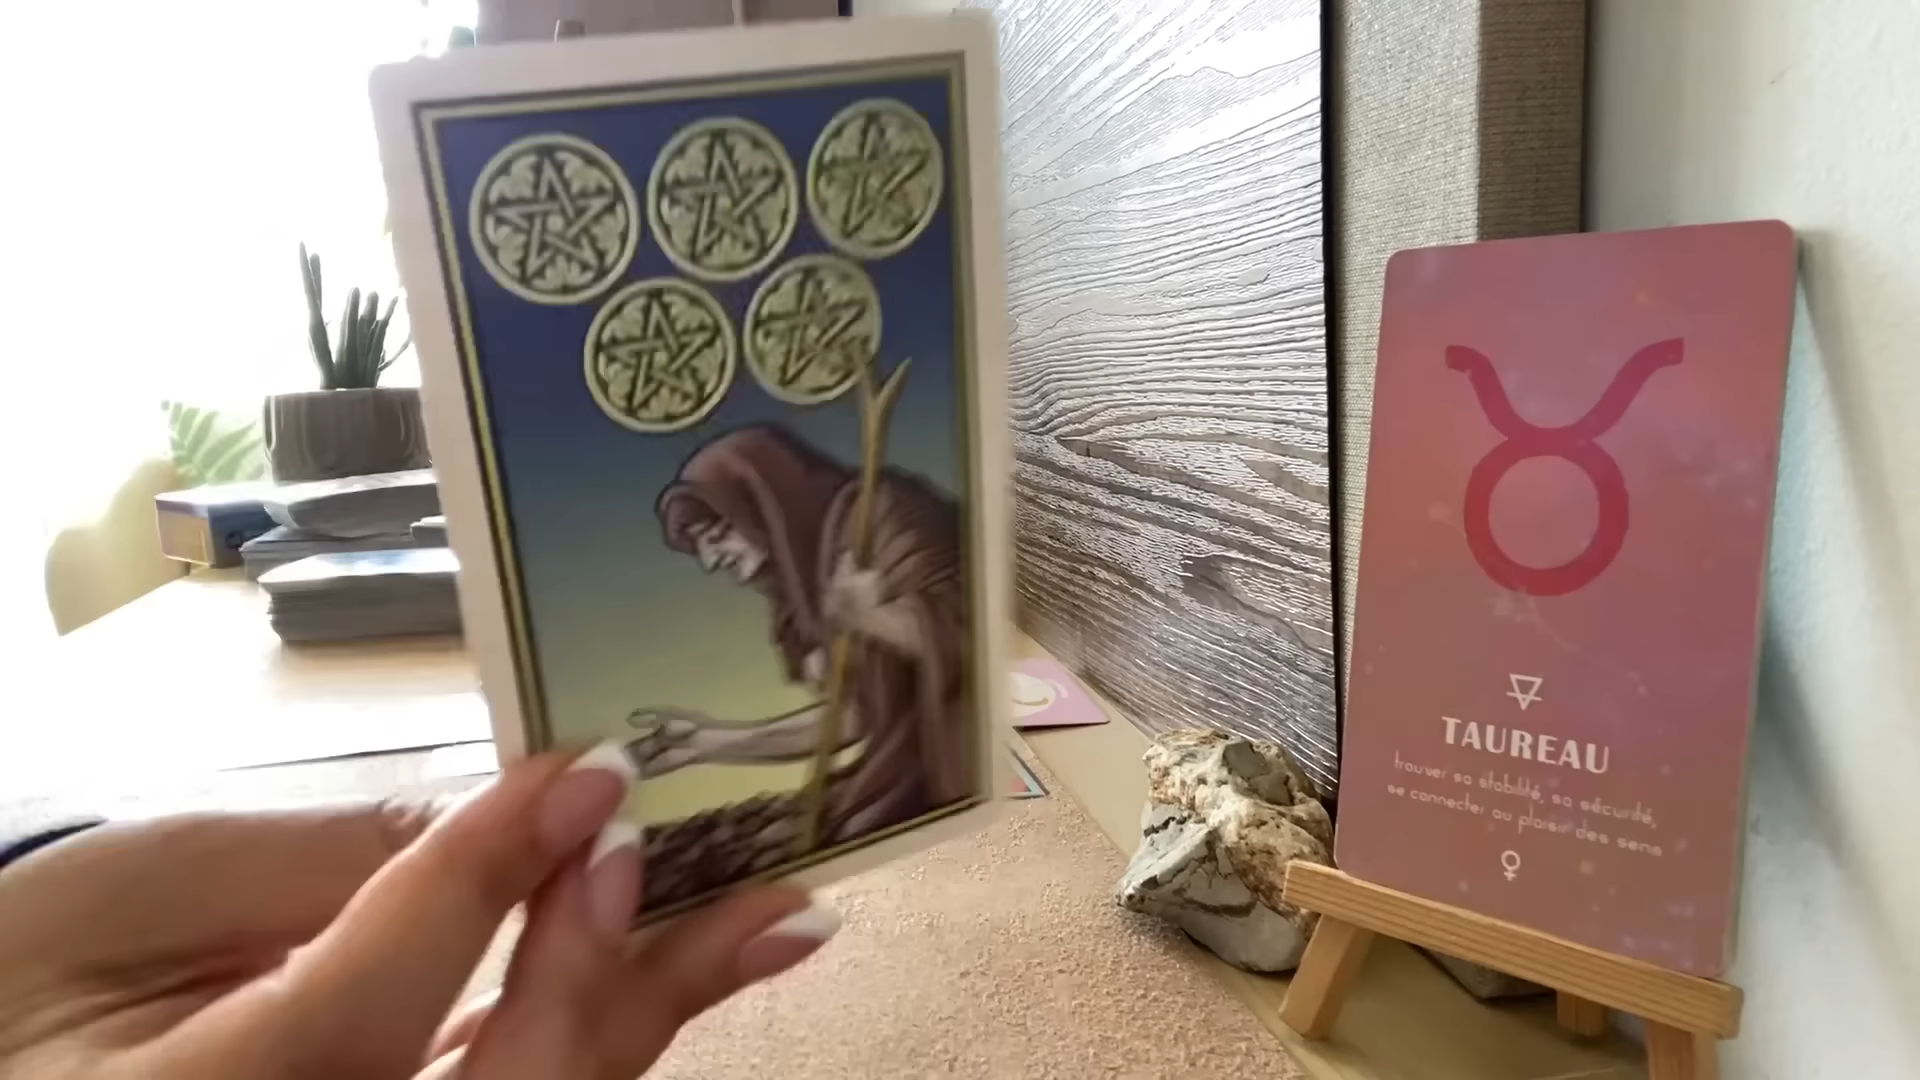 TAUREAU
trouver sa stabilité, sa sécurité,
se connecter au plaisir des sens